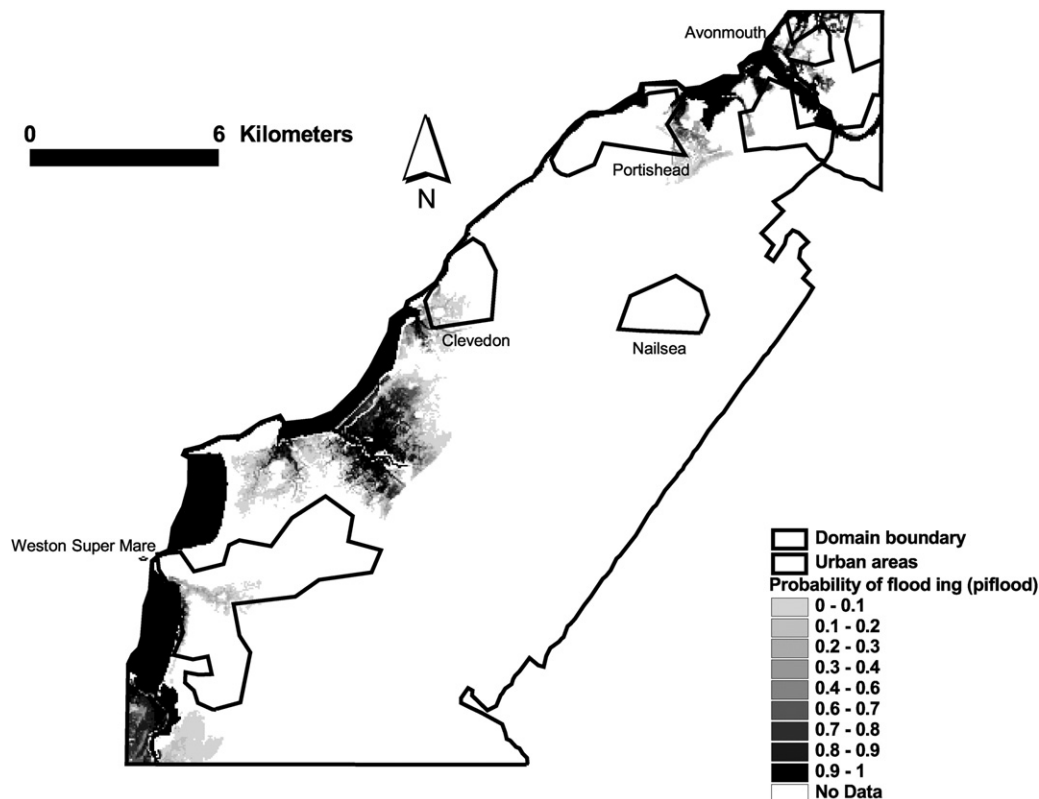 Avonmouth
0 6 Kilometers
N
Portishead
Clevedon
Nailsea
Weston Super Mare
Domain boundary
Urban areas
Probability of flood ing (piflood)
0 - 0.1
0.1 - 0.2
0.2 - 0.3
0.3 - 0.4
0.4 - 0.6
0.6 - 0.7
0.7 - 0.8
0.8 - 0.9
0.9 - 1
No Data